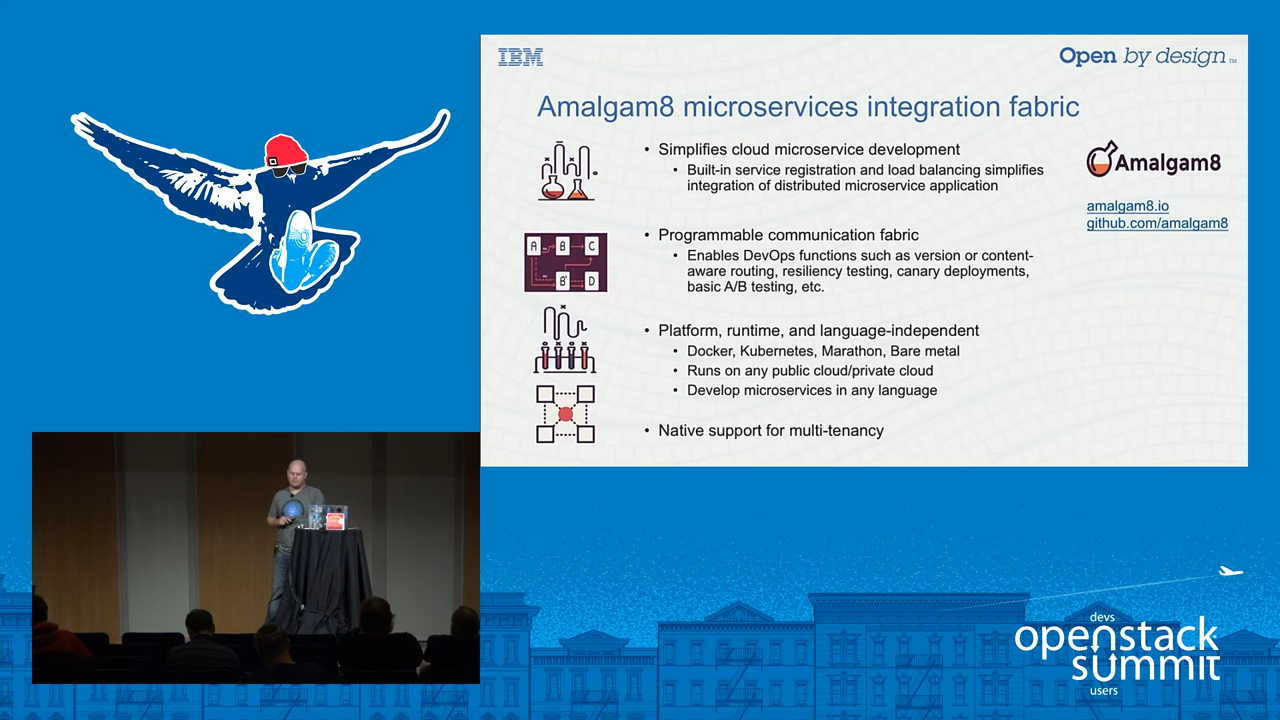 IBM
Open by design™
Amalgam8 microservices integration fabric
• Simplifies cloud microservice development
• Built-in service registration and load balancing simplifies
integration of distributed microservice application
Amalgam8
amalgam8.io
github.com/amalgam8
• Programmable communication fabric
• Enables DevOps functions such as version or content-
aware routing, resiliency testing, canary deployments,
basic A/B testing, etc.
A B C
B' D
• Platform, runtime, and language-independent
• Docker, Kubernetes, Marathon, Bare metal
• Runs on any public cloud/private cloud
• Develop microservices in any language
• Native support for multi-tenancy
devs
openstack
summit
users